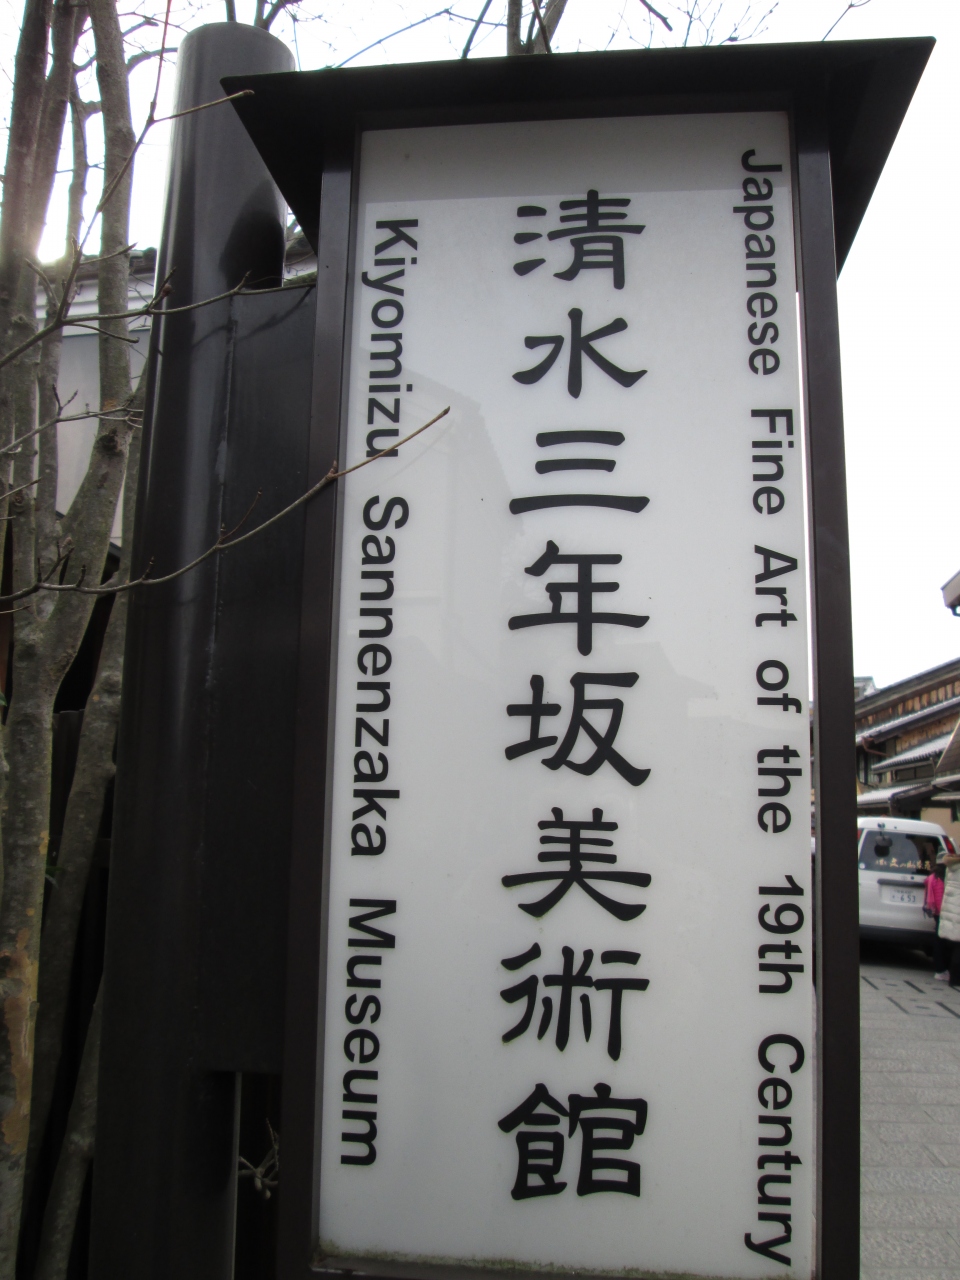 Japanese Fine Art of the 19th Century
清水三年坂美術館
Kiyomizu Sannenzaka Museum